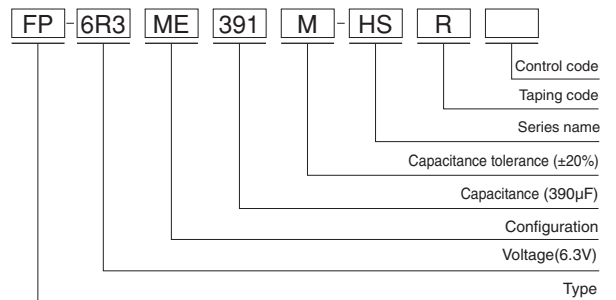 FP-6R3 ME 391 M-HS R
Control code
Taping code
Series name
Capacitance tolerance (±20%)
Capacitance (390µF)
Configuration
Voltage(6.3V)
Type